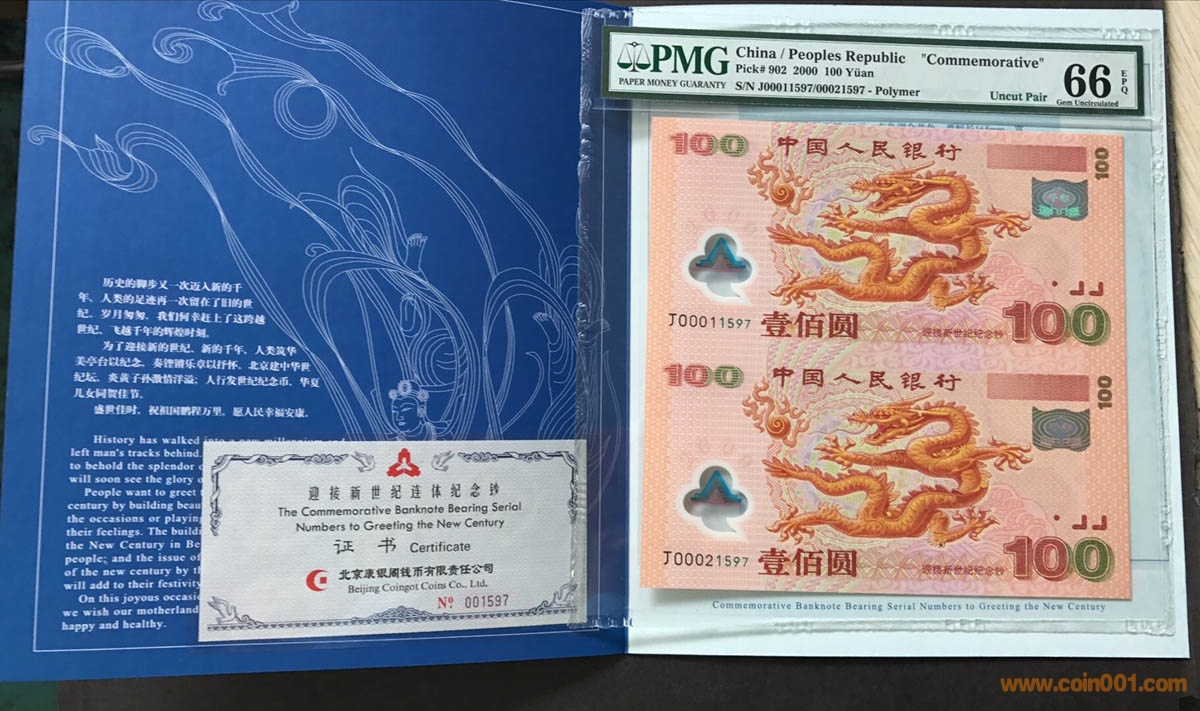 历史的脚步又一次迈入新的千
年、人类的足迹再一次留在了旧的世
纪。岁月匆匆。我们何幸赶上了这跨越
世纪、飞越千年的辉煌时刻。
为了迎接新的世纪、新的千年、人类筑华
美亭台以纪念、奏铿锵乐章以抒怀、北京建中华世
纪坛，炎黄子孙激情洋溢；人行发世纪纪念币，华夏
儿女同贺佳节。
盛世佳时、祝祖国鹏程万里。愿人民幸福安康。
History has walked into a new millennium and
left man's tracks behind.
to behold the splendor
will soon see the glory o
People want to greet
century by building beau
the occasions or playing
their feelings. The buildi
the New Century in Be
people; and the issue of
of the new century by th
will add to their festivity
On this joyous occasi
we wish our motherland
happy and healthy.
迎接新世纪连体纪念钞
The Commemorative Banknote Bearing Serial
Numbers to Greeting the New Century
证 书 Certificate
北京康银阁钱币有限责任公司
Beijing Coingot Coins Co., Ltd.
Nº 001597
PMG
PAPER MONEY GUARANTY
China / Peoples Republic "Commemorative"
Pick# 902 2000 100 Yüan
S/N J00011597/00021597 - Polymer
Uncut Pair
66
EPQ
Gem Uncirculated
100 中国人民银行
100
J00011597 壹佰圆
迎接新世纪纪念钞 100
100 中国人民银行
100
J00021597 壹佰圆
迎接新世纪纪念钞 100
Commemorative Banknote Bearing Serial Numbers to Greeting the New Century
www.coin001.com